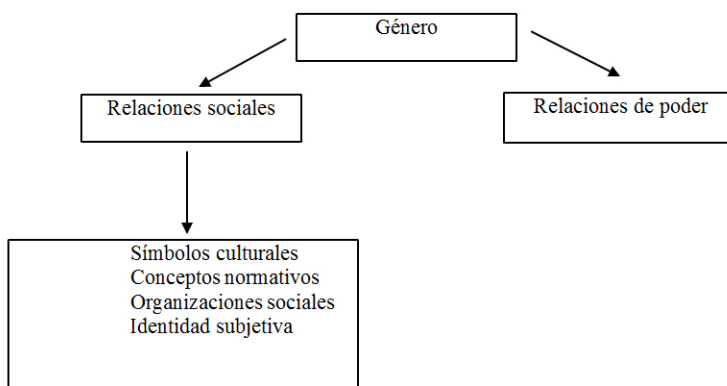 Género
Relaciones sociales
Relaciones de poder
Símbolos culturales
Conceptos normativos
Organizaciones sociales
Identidad subjetiva